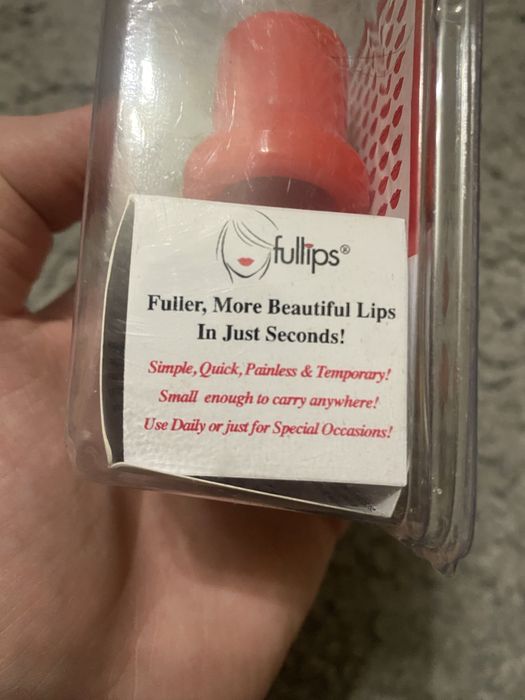 fullips®
Fuller, More Beautiful Lips
In Just Seconds!
Simple, Quick, Painless & Temporary!
Small enough to carry anywhere!
Use Daily or just for Special Occasions!